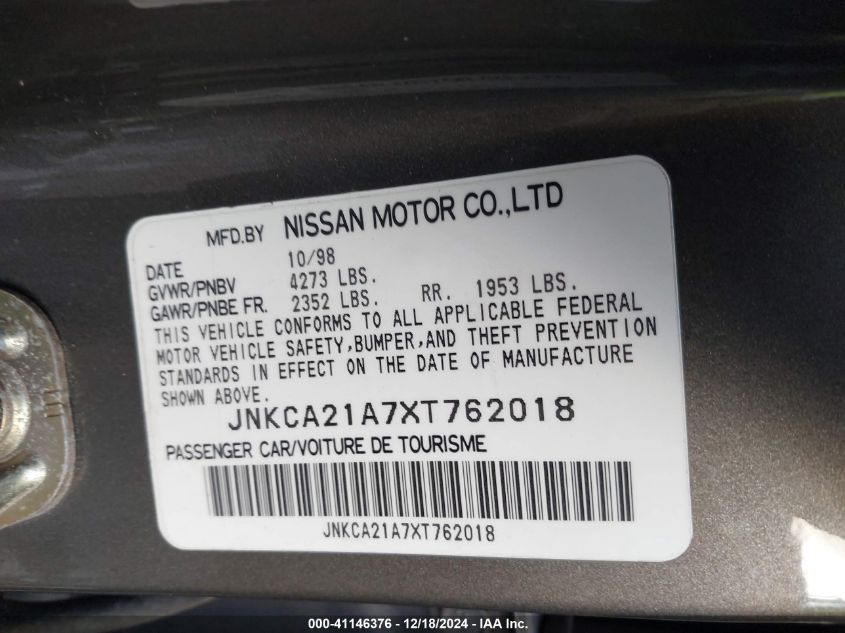 MFD.BY NISSAN MOTOR CO.,LTD
DATE 10/98
GVWR/PNBV 4273 LBS.
GAWR/PNBE FR. 2352 LBS. RR. 1953 LBS.
THIS VEHICLE CONFORMS TO ALL APPLICABLE FEDERAL
MOTOR VEHICLE SAFETY,BUMPER,AND THEFT PREVENTION
STANDARDS IN EFFECT ON THE DATE OF MANUFACTURE
SHOWN ABOVE.
JNKCA21A7XT762018
PASSENGER CAR/VOITURE DE TOURISME
JNKCA21A7XT762018
000-41146376 - 12/18/2024 - IAA Inc.